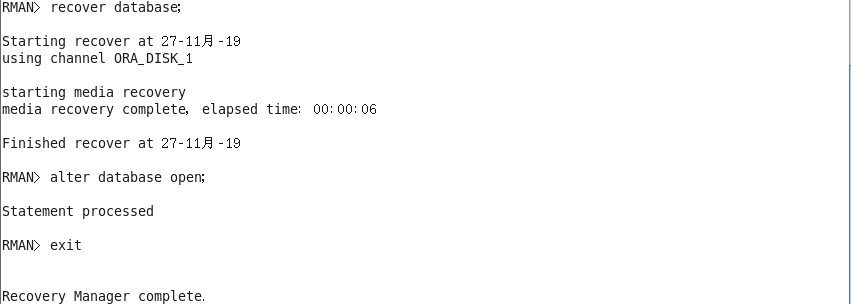 RMAN> recover database;
Starting recover at 27-11月-19
using channel ORA_DISK_1
starting media recovery
media recovery complete, elapsed time: 00:00:06
Finished recover at 27-11月-19
RMAN> alter database open;
Statement processed
RMAN> exit
Recovery Manager complete.